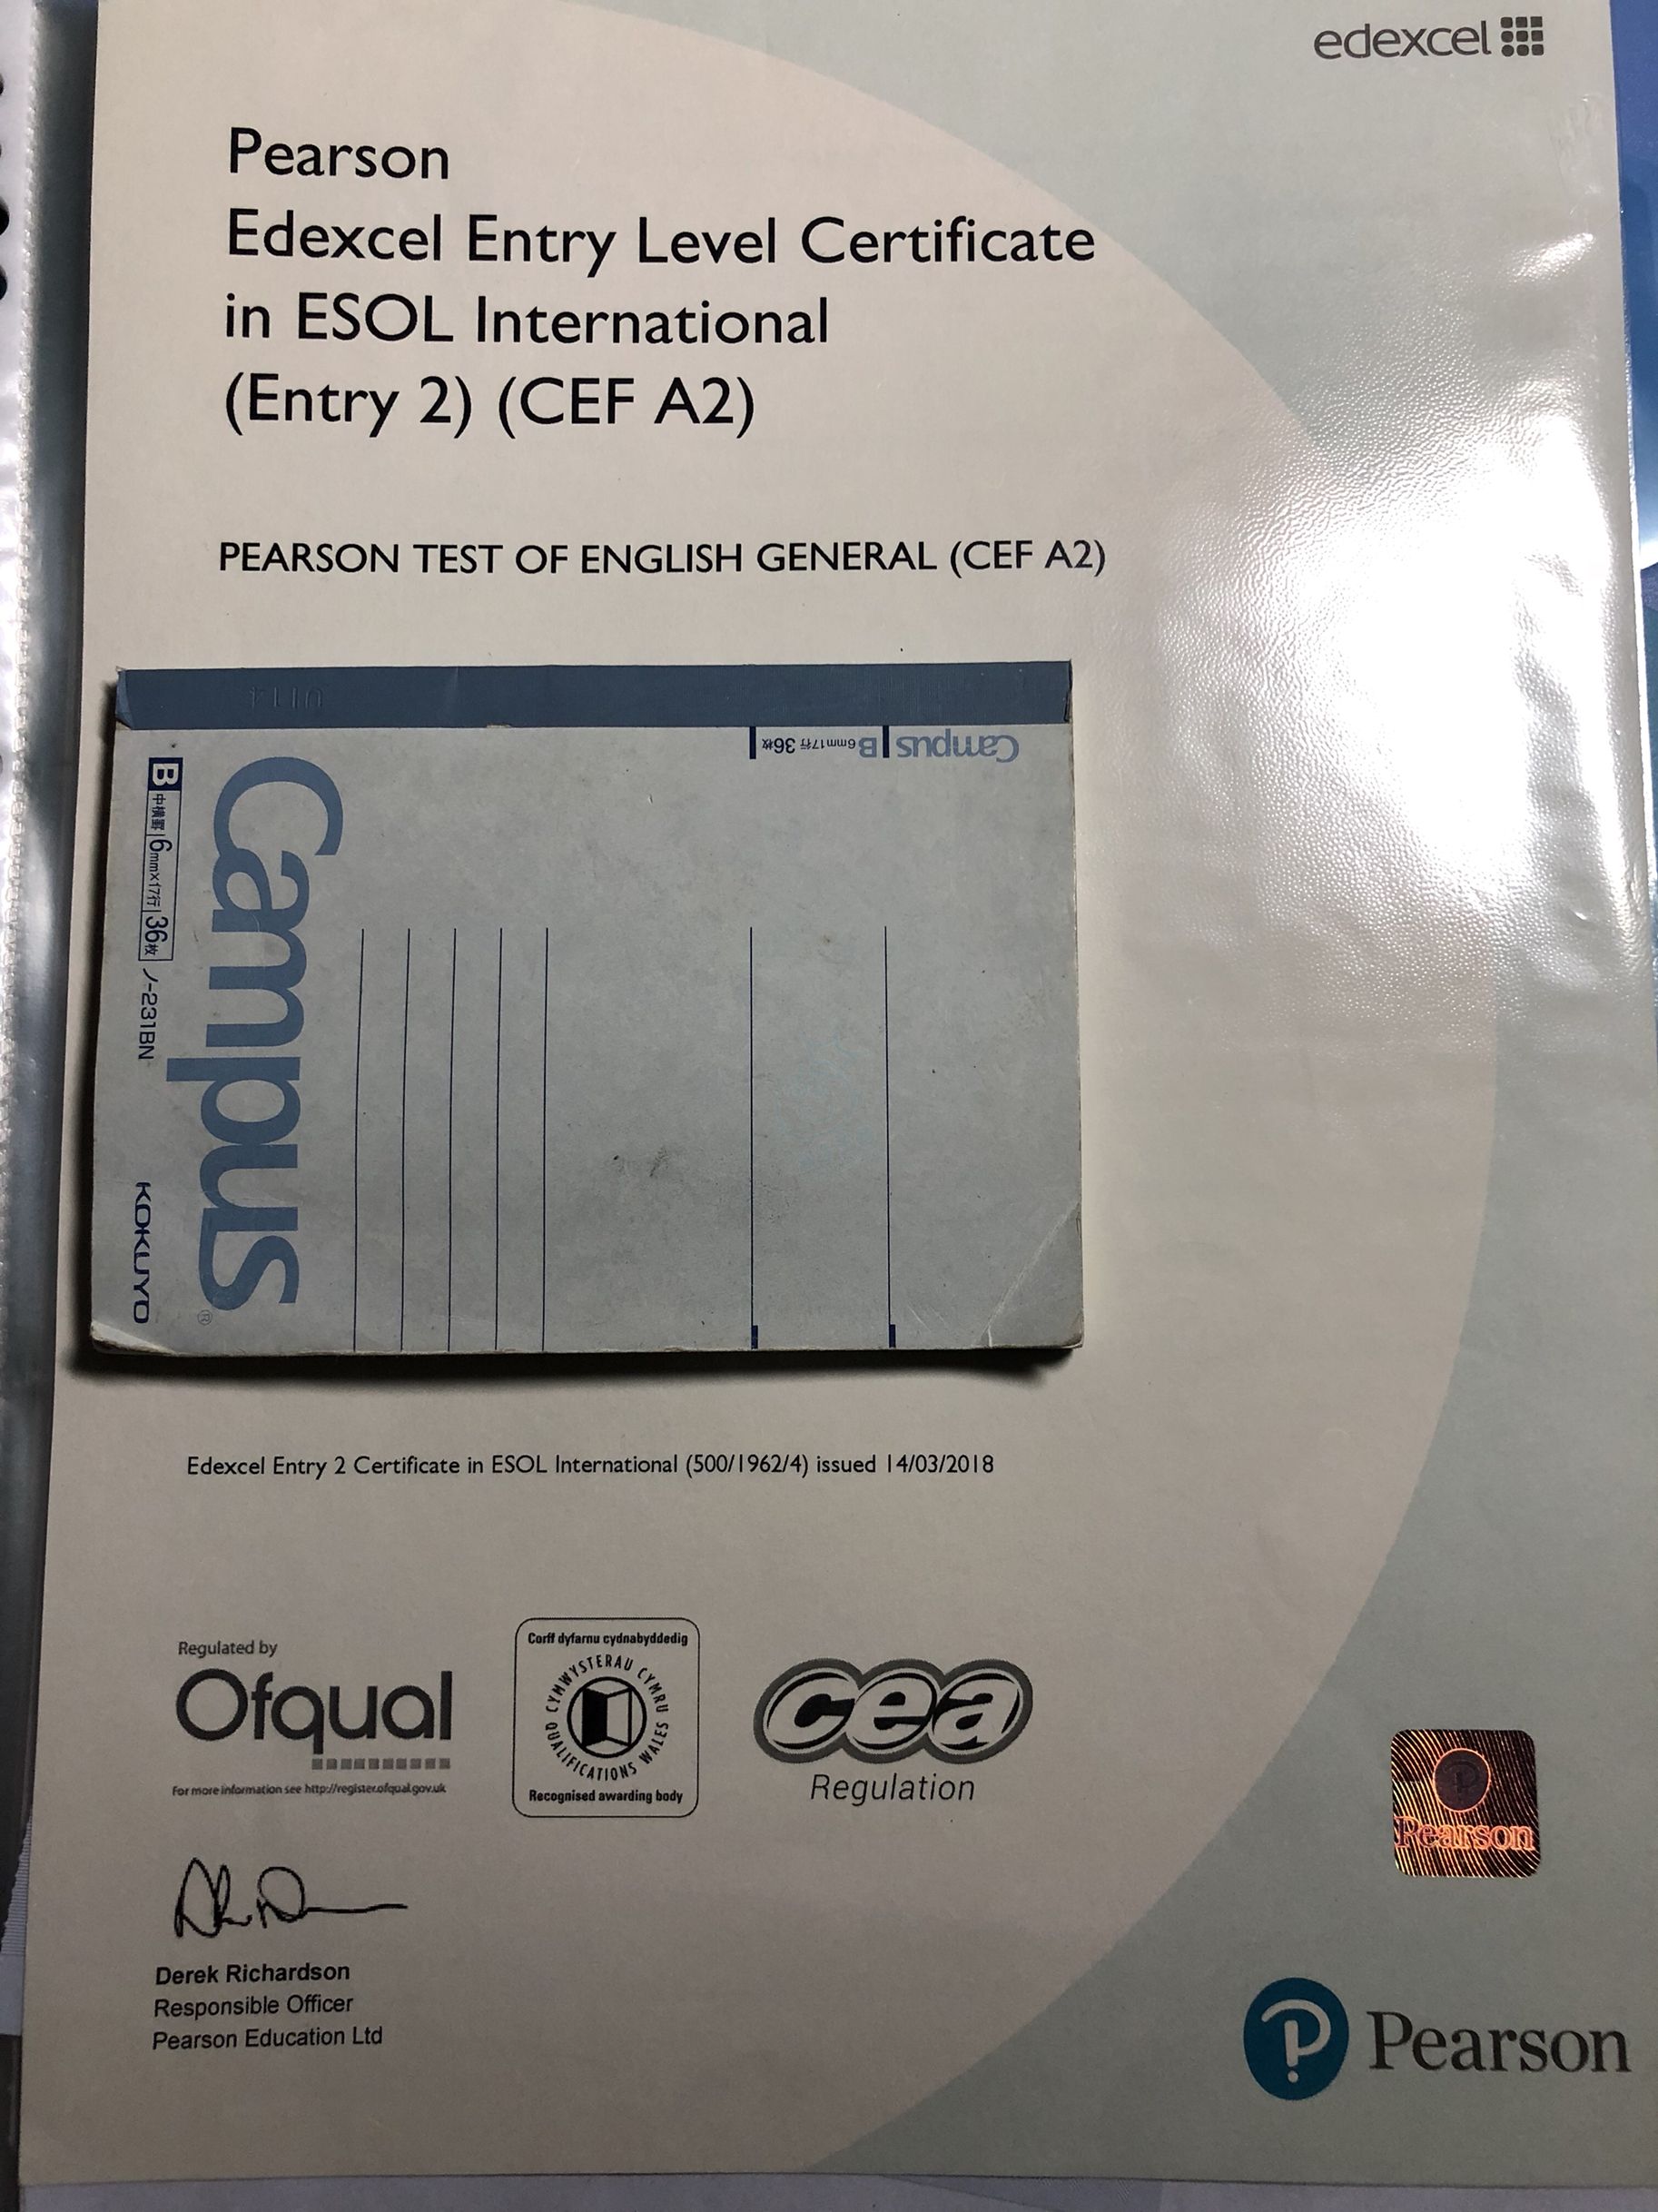 edexcel
Pearson
Edexcel Entry Level Certificate
in ESOL International
(Entry 2) (CEF A2)
PEARSON TEST OF ENGLISH GENERAL (CEF A2)
Campus B 6mm17行 36枚
B 中横罫 6mm×17行 36枚 ノ-231BN
KOKUYO
Campus®
Edexcel Entry 2 Certificate in ESOL International (500/1962/4) issued 14/03/2018
Regulated by
Ofqual
For more information see http://register.ofqual.gov.uk
Corff dyfarnu cydnabyddedig
CYMWYSTERAU CYMRU
QUALIFICATIONS WALES
Recognised awarding body
cea
Regulation
Pearson
Derek Richardson
Responsible Officer
Pearson Education Ltd
Pearson